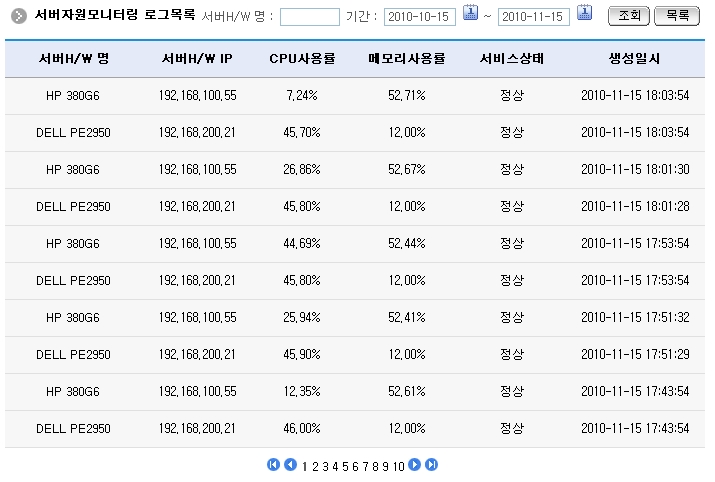 서버자원모니터링 로그목록 서버H/W 명 : 기간 : 2010-10-15 1 ~ 2010-11-15 1 조회 목록
서버H/W 명 서버H/W IP CPU사용률 메모리사용률 서비스상태 생성일시
HP 380G6 192.168.100.55 7.24% 52.71% 정상 2010-11-15 18:03:54
DELL PE2950 192.168.200.21 45.70% 12.00% 정상 2010-11-15 18:03:54
HP 380G6 192.168.100.55 26.86% 52.67% 정상 2010-11-15 18:01:30
DELL PE2950 192.168.200.21 45.80% 12.00% 정상 2010-11-15 18:01:28
HP 380G6 192.168.100.55 44.69% 52.44% 정상 2010-11-15 17:53:54
DELL PE2950 192.168.200.21 45.80% 12.00% 정상 2010-11-15 17:53:54
HP 380G6 192.168.100.55 25.94% 52.41% 정상 2010-11-15 17:51:32
DELL PE2950 192.168.200.21 45.90% 12.00% 정상 2010-11-15 17:51:29
HP 380G6 192.168.100.55 12.35% 52.61% 정상 2010-11-15 17:43:54
DELL PE2950 192.168.200.21 46.00% 12.00% 정상 2010-11-15 17:43:54
1 2 3 4 5 6 7 8 9 10